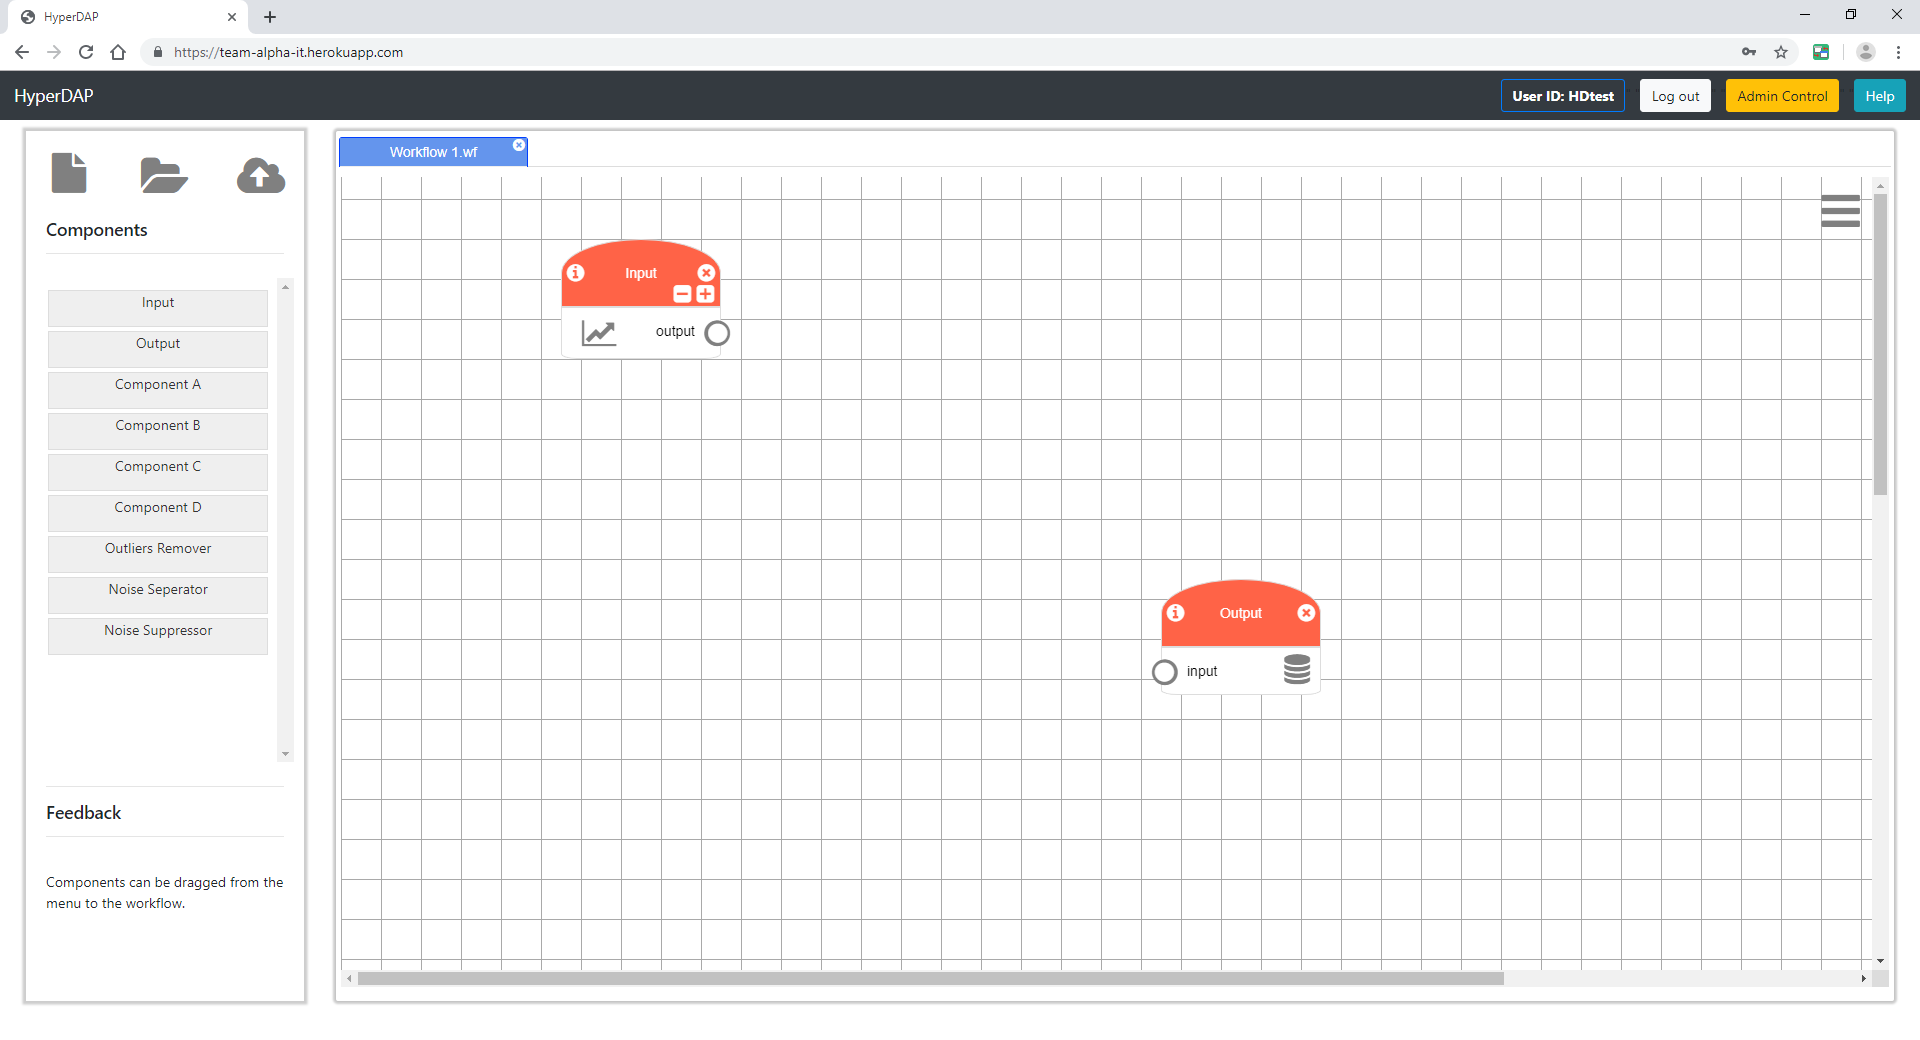 HyperDAP
https://team-alpha-it.herokuapp.com
HyperDAP
User ID: HDtest
Log out
Admin Control
Help
Components
Input
Output
Component A
Component B
Component C
Component D
Outliers Remover
Noise Seperator
Noise Suppressor
Feedback
Components can be dragged from the
menu to the workflow.
Workflow 1.wf
Input
output
Output
input